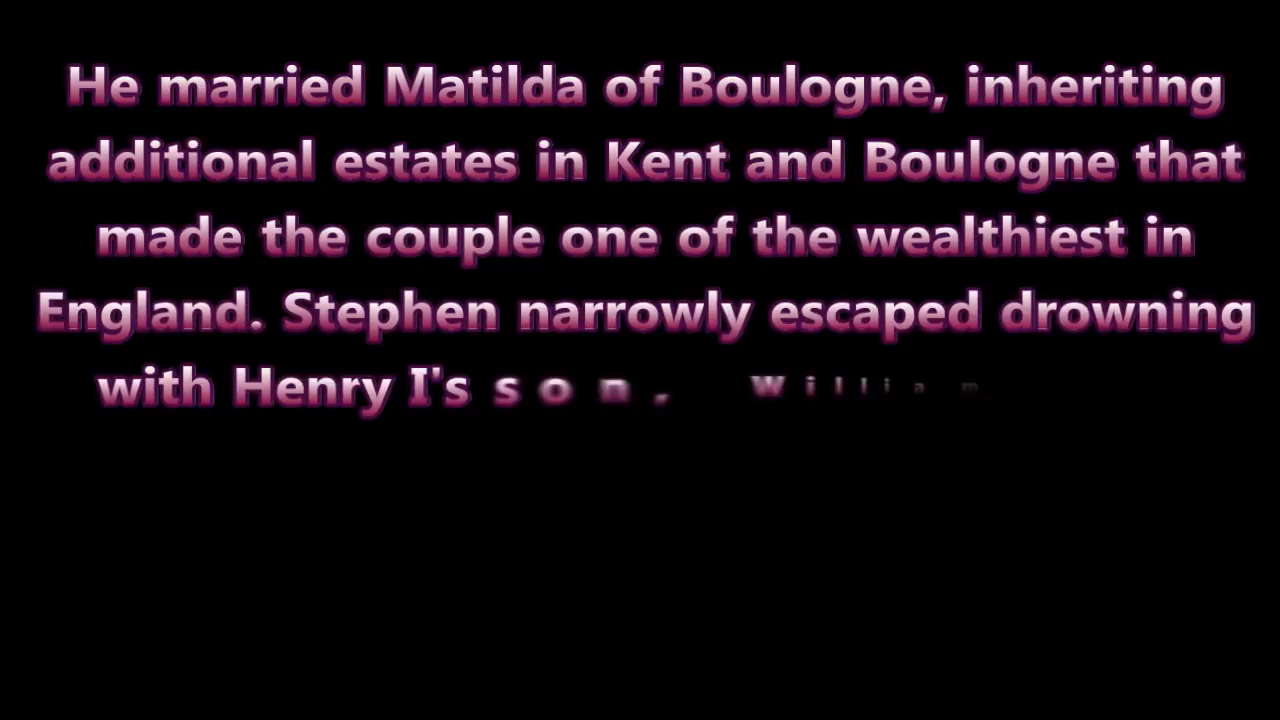 He married Matilda of Boulogne, inheriting
additional estates in Kent and Boulogne that
made the couple one of the wealthiest in
England. Stephen narrowly escaped drowning
with Henry I's son, William